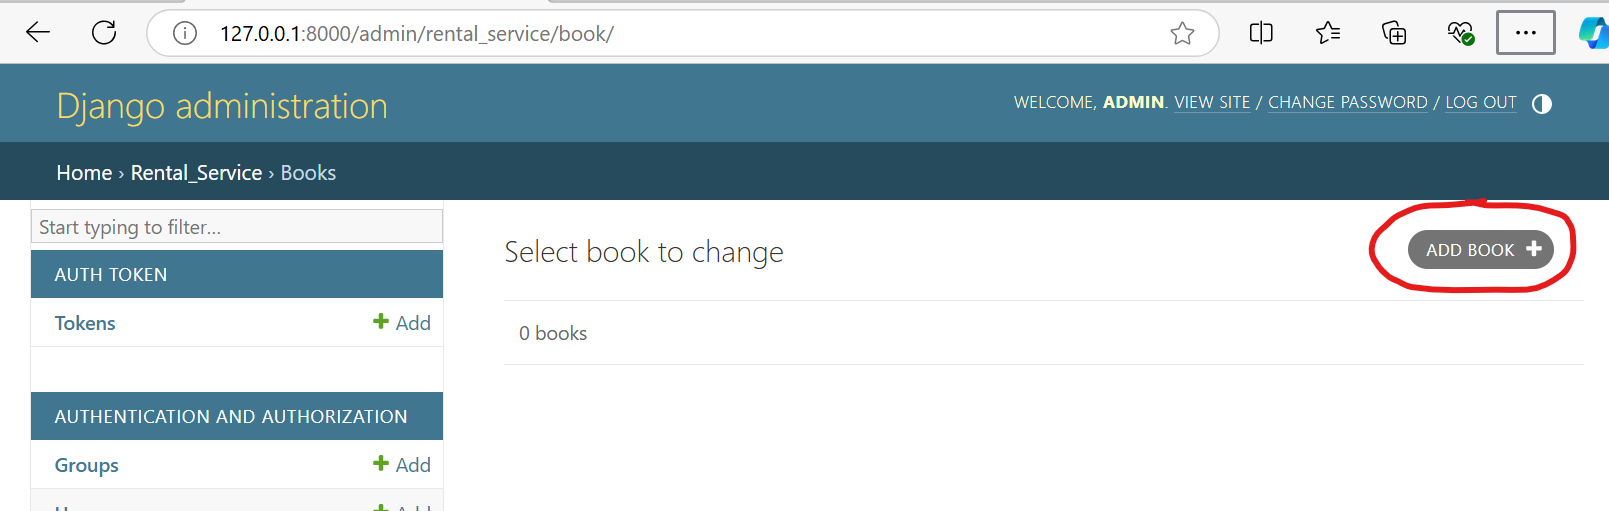 127.0.0.1:8000/admin/rental_service/book/
Django administration
WELCOME, ADMIN. VIEW SITE / CHANGE PASSWORD / LOG OUT
Home › Rental_Service › Books
Start typing to filter...
Select book to change
ADD BOOK +
AUTH TOKEN
Tokens + Add
0 books
AUTHENTICATION AND AUTHORIZATION
Groups + Add